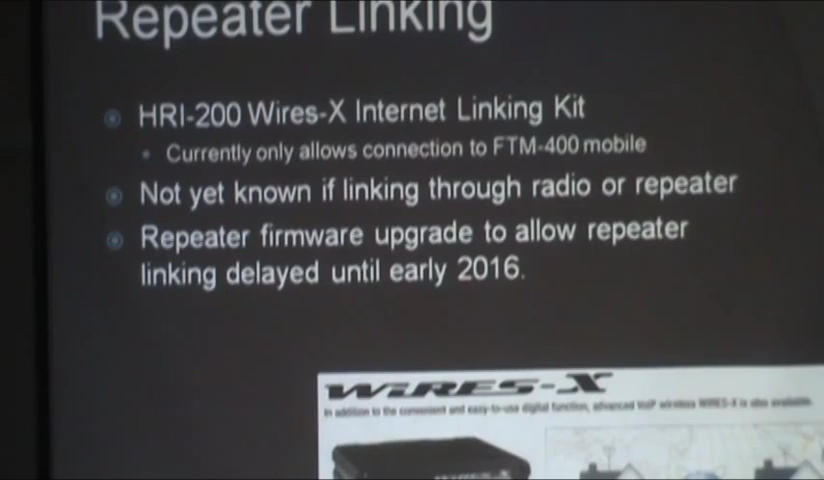 Repeater Linking
HRI-200 Wires-X Internet Linking Kit
Currently only allows connection to FTM-400 mobile
Not yet known if linking through radio or repeater
Repeater firmware upgrade to allow repeater
linking delayed until early 2016.
WIRES-X
In addition to the convenient and easy-to-use digital function, advanced VoIP wireless WIRES-X is also available.
WIRES-X